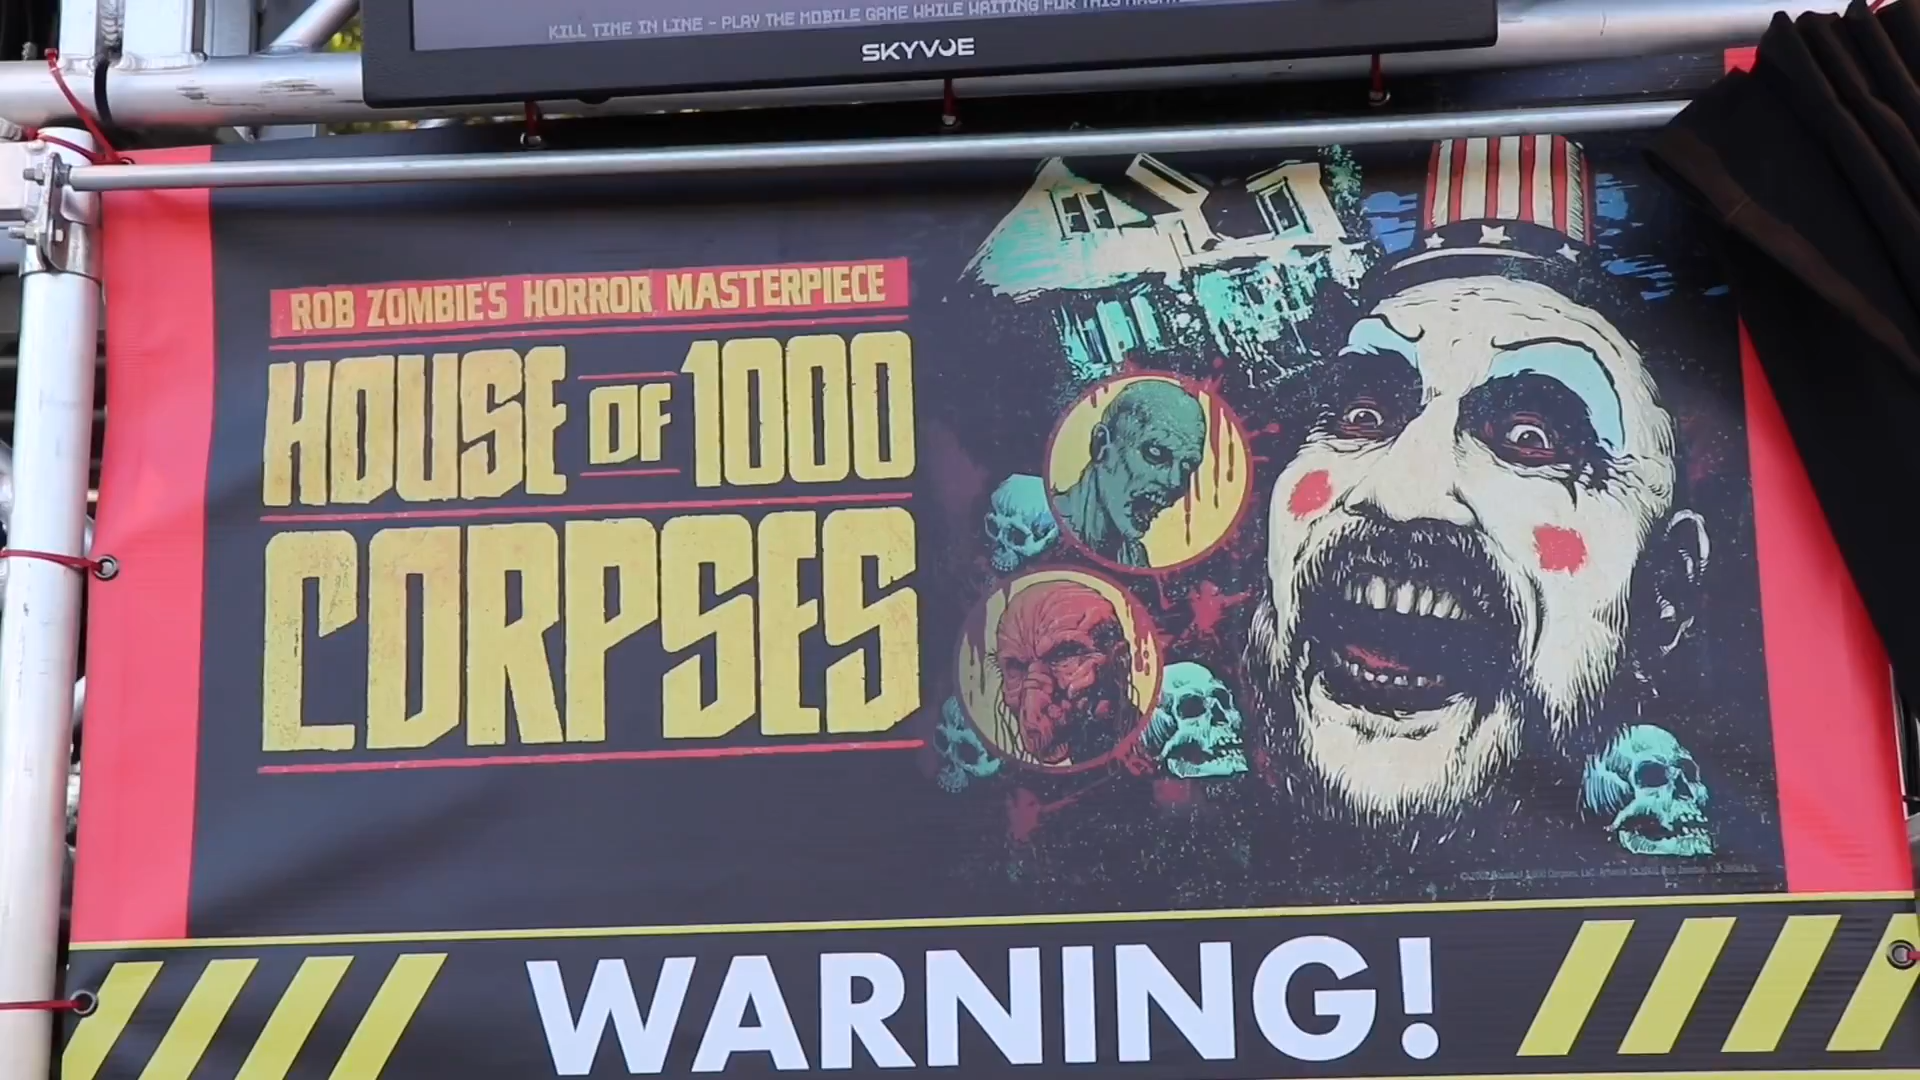 KILL TIME IN LINE - PLAY THE MOBILE GAME WHILE WAITING FOR THIS
SKYVUE
ROB ZOMBIE'S HORROR MASTERPIECE
HOUSE OF 1000
CORPSES
WARNING!